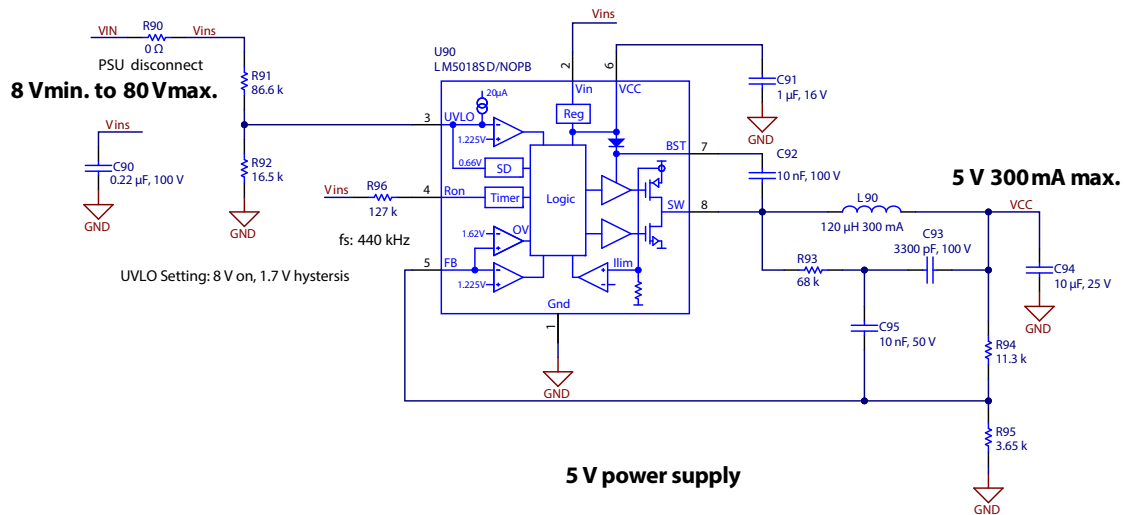 VIN
R90
0 Ω
Vins
PSU disconnect
8 Vmin. to 80 Vmax.
R91
86.6 k
Vins
C90
0.22 µF, 100 V
GND
R92
16.5 k
GND
Vins
R96
127 k
fs: 440 kHz
UVLO Setting: 8 V on, 1.7 V hystersis
U90
LM5018SD/NOPB
Vins
2
6
Vin
VCC
20µA
3
UVLO
1.225V
Reg
0.66V
SD
4
Ron
Timer
Logic
1.62V
OV
5
FB
1.225V
Ilim
BST
7
SW
8
Gnd
1
GND
C91
1 µF, 16 V
GND
C92
10 nF, 100 V
5 V 300 mA max.
L90
120 µH 300 mA
VCC
C93
3300 pF, 100 V
R93
68 k
C94
10 µF, 25 V
GND
C95
10 nF, 50 V
R94
11.3 k
R95
3.65 k
GND
5 V power supply